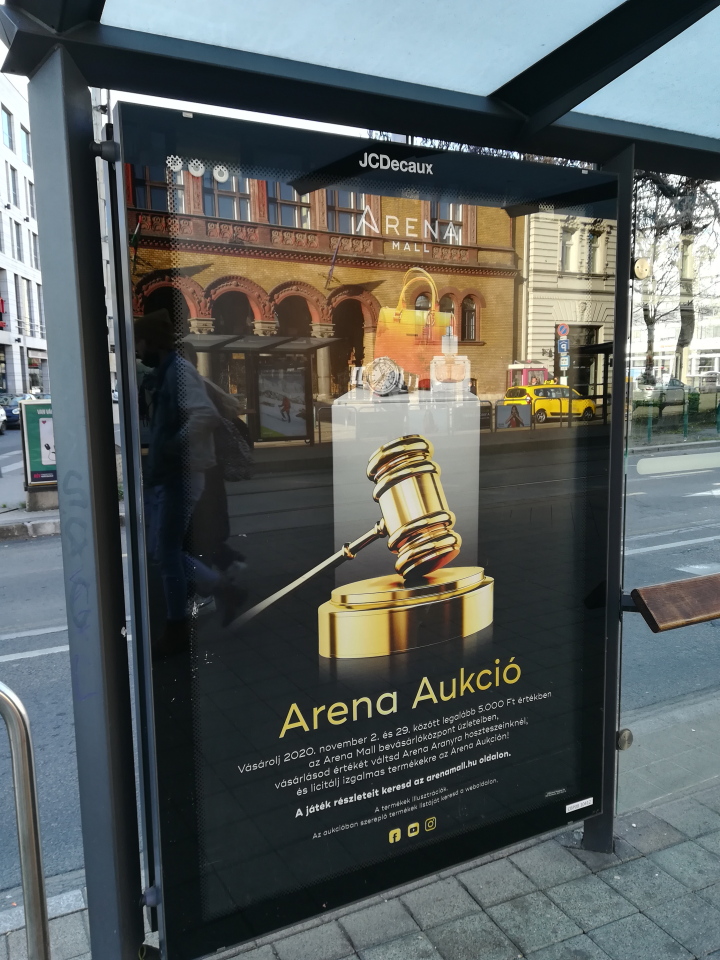 JCDecaux
ARENA
MALL
Arena Aukció
Vásárolj 2020. november 2. és 29. között legalább 5.000 Ft értékben
az Arena Mall bevásárlóközpont üzleteiben,
vásárlásod értékét váltsd Arena Aranyra hoszteszeinknél,
és licitálj izgalmas termékekre az Arena Aukción!
A játék részleteit keresd az arenamall.hu oldalon.
A termékek illusztrációk.
Az aukcióban szereplő termékek listáját keresd a weboldalon.